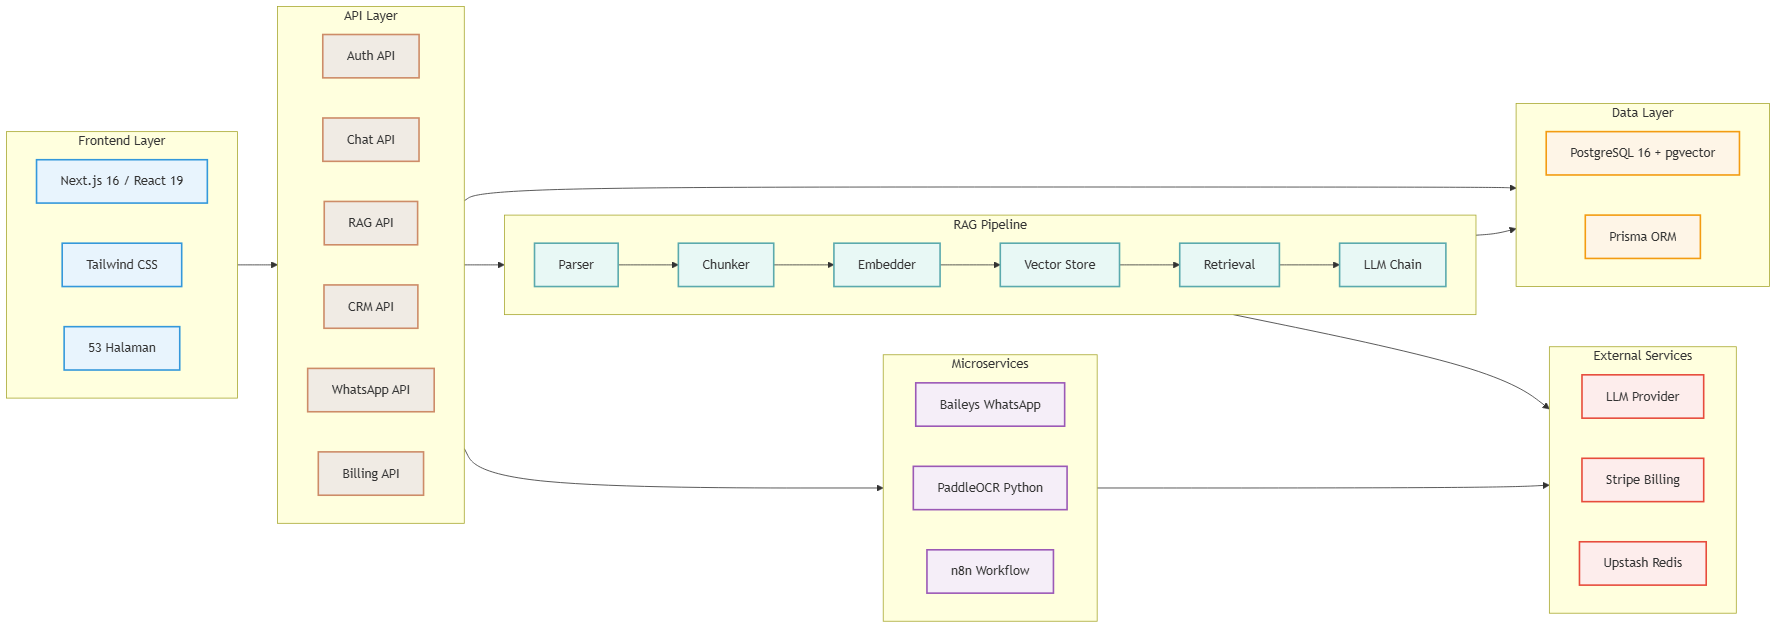 Frontend Layer
Next.js 16 / React 19
Tailwind CSS
53 Halaman
API Layer
Auth API
Chat API
RAG API
CRM API
WhatsApp API
Billing API
RAG Pipeline
Parser
Chunker
Embedder
Vector Store
Retrieval
LLM Chain
Microservices
Baileys WhatsApp
PaddleOCR Python
n8n Workflow
Data Layer
PostgreSQL 16 + pgvector
Prisma ORM
External Services
LLM Provider
Stripe Billing
Upstash Redis